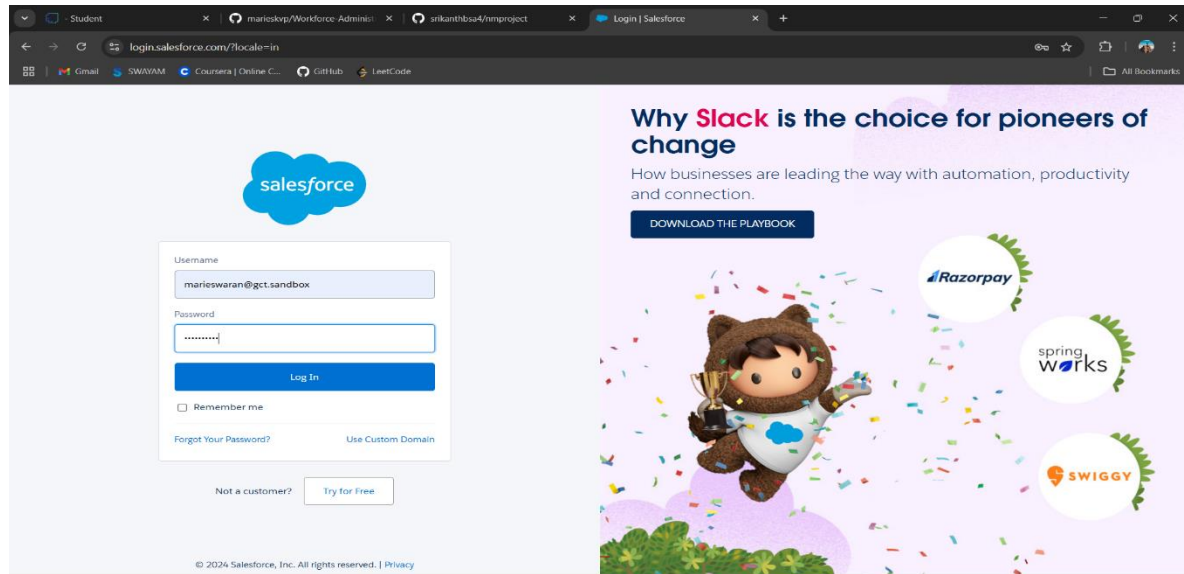 - Student
marieskvp/Workforce-Administ
srikanthbsa4/nmproject
Login | Salesforce
login.salesforce.com/?locale=in
Gmail
SWAYAM
Coursera | Online C...
GitHub
LeetCode
All Bookmarks
salesforce
Username
marieswaran@gct.sandbox
Password
Log In
Remember me
Forgot Your Password?
Use Custom Domain
Not a customer?
Try for Free
© 2024 Salesforce, Inc. All rights reserved. | Privacy
Why Slack is the choice for pioneers of
change
How businesses are leading the way with automation, productivity
and connection.
DOWNLOAD THE PLAYBOOK
Razorpay
spring
works
SWIGGY